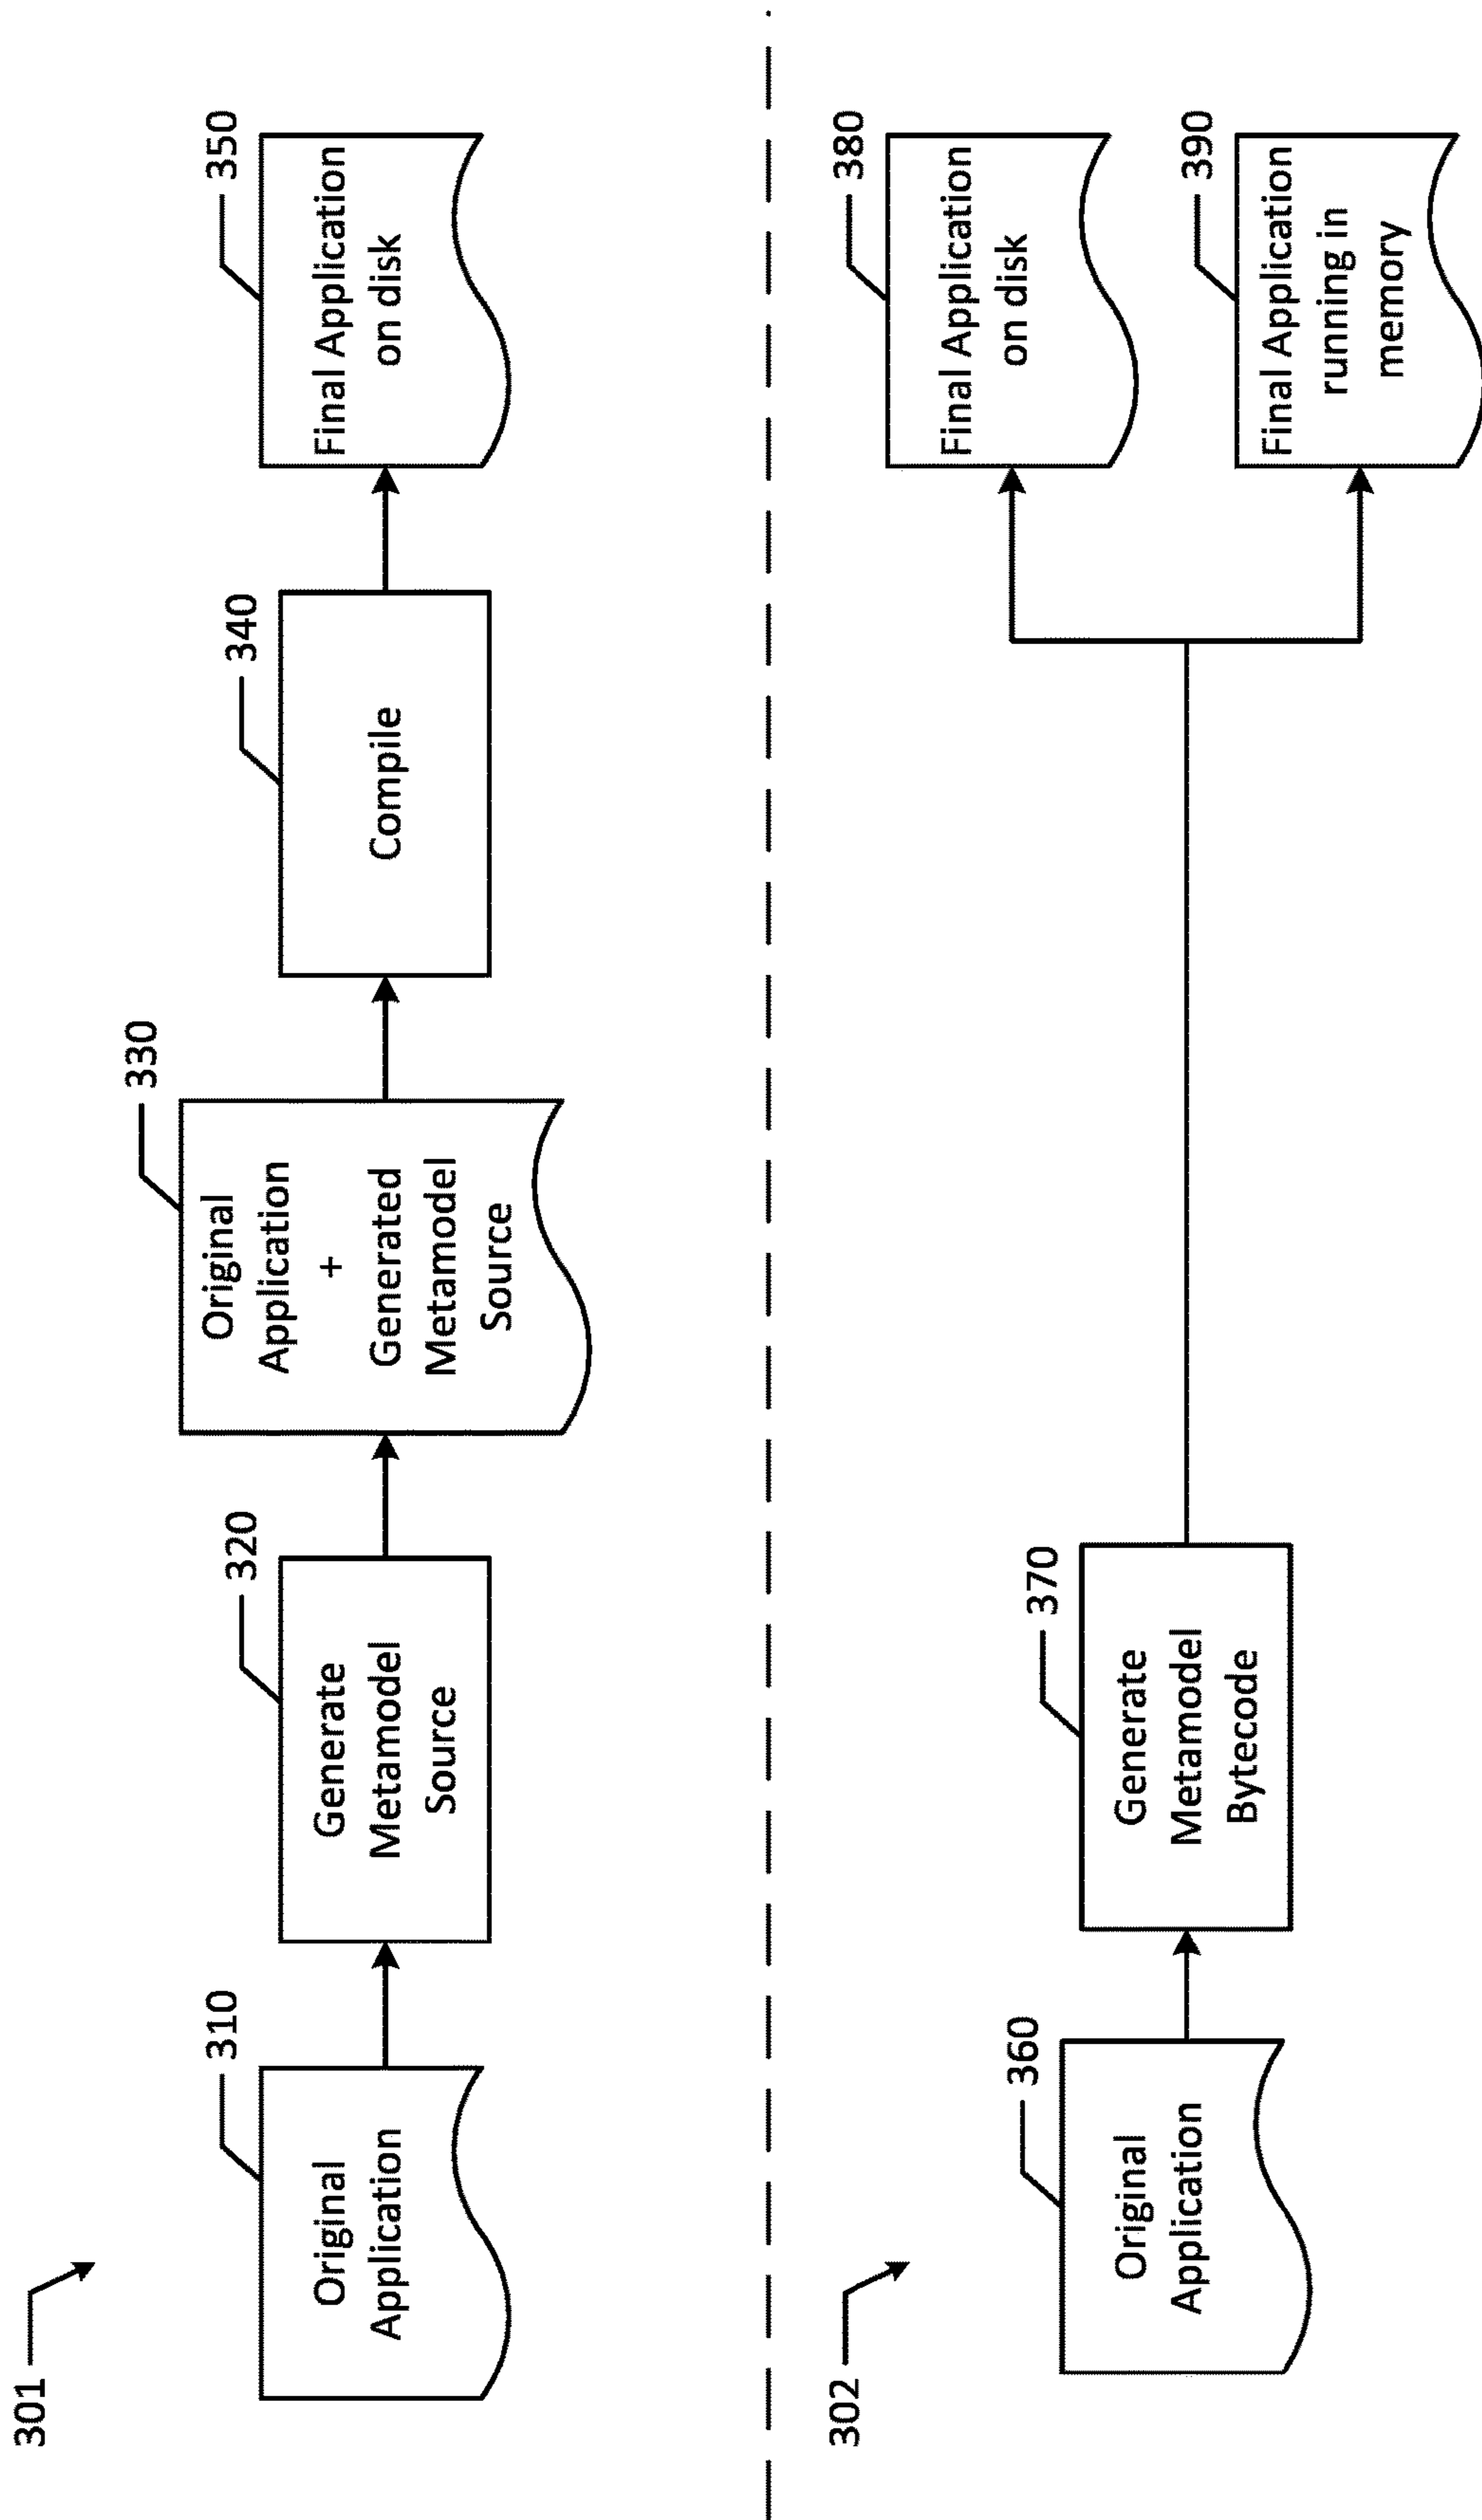 301
310
Original
Application
320
Generate
Metamodel
Source
330
Original
Application
+
Generated
Metamodel
Source
340
Compile
350
Final Application
on disk
302
360
Original
Application
370
Generate
Metamodel
Bytecode
380
Final Application
on disk
390
Final Application
running in
memory